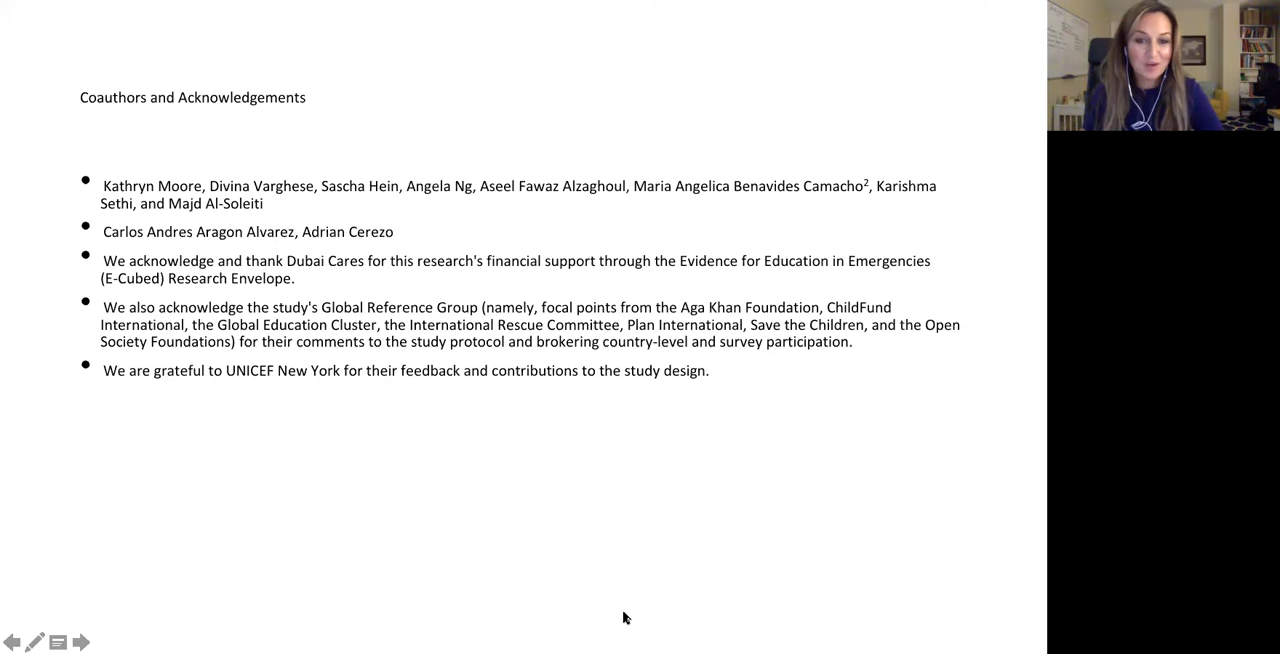 Coauthors and Acknowledgements
• Kathryn Moore, Divina Varghese, Sascha Hein, Angela Ng, Aseel Fawaz Alzaghoul, Maria Angelica Benavides Camacho², Karishma
Sethi, and Majd Al-Soleiti
• Carlos Andres Aragon Alvarez, Adrian Cerezo
• We acknowledge and thank Dubai Cares for this research's financial support through the Evidence for Education in Emergencies
(E-Cubed) Research Envelope.
• We also acknowledge the study's Global Reference Group (namely, focal points from the Aga Khan Foundation, ChildFund
International, the Global Education Cluster, the International Rescue Committee, Plan International, Save the Children, and the Open
Society Foundations) for their comments to the study protocol and brokering country-level and survey participation.
• We are grateful to UNICEF New York for their feedback and contributions to the study design.